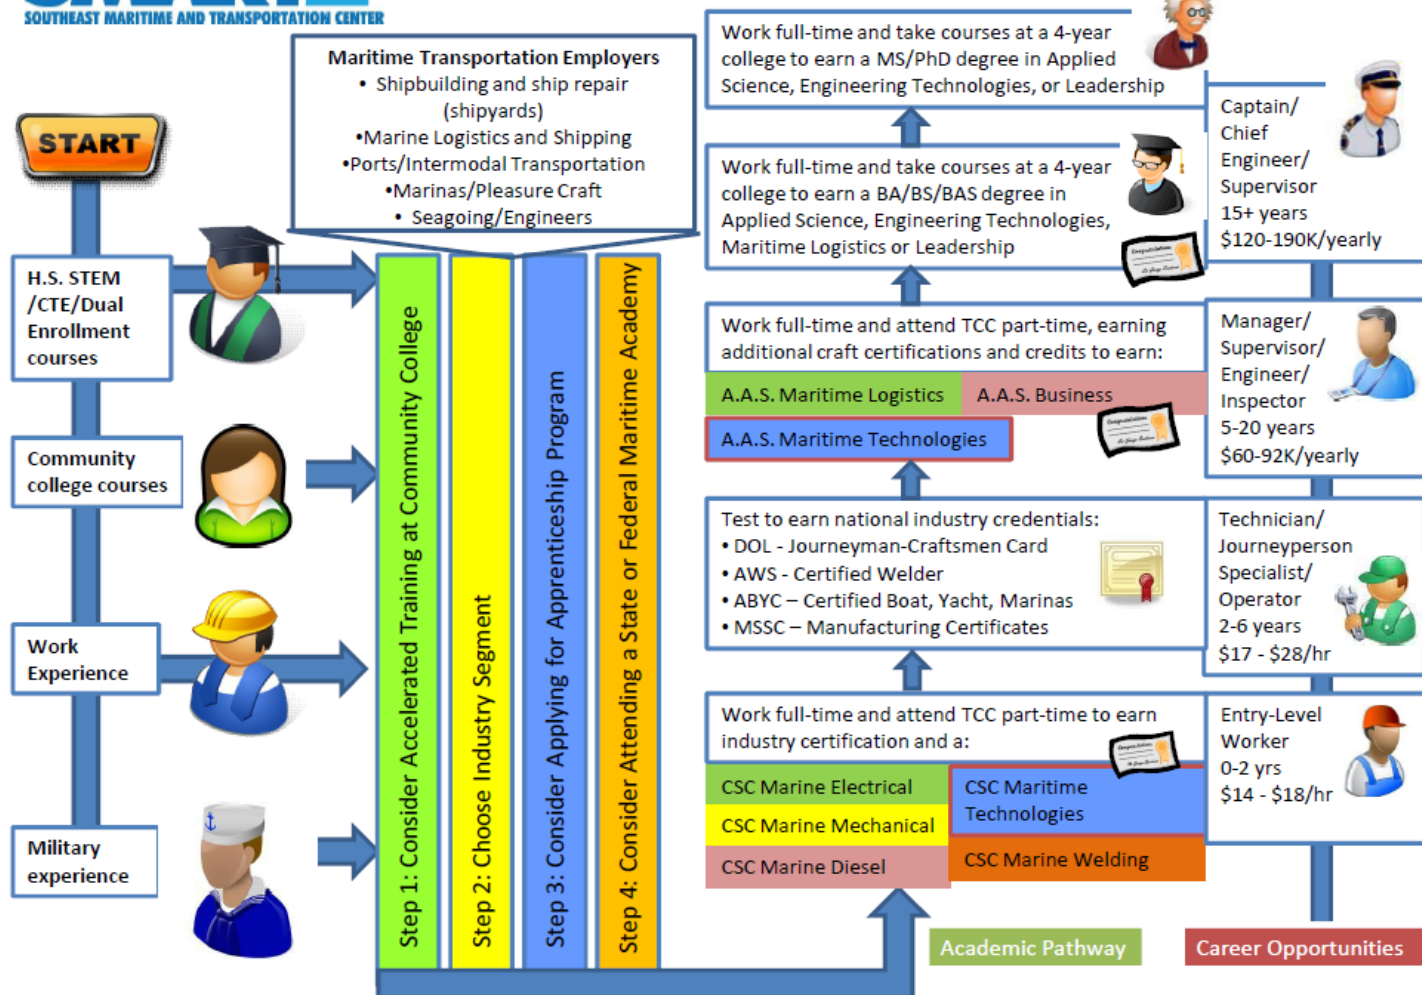 SOUTHEAST MARITIME AND TRANSPORTATION CENTER
START
H.S. STEM
/CTE/Dual
Enrollment
courses
Community
college courses
Work
Experience
Military
experience
Maritime Transportation Employers
• Shipbuilding and ship repair
(shipyards)
•Marine Logistics and Shipping
•Ports/Intermodal Transportation
•Marinas/Pleasure Craft
• Seagoing/Engineers
Step 1: Consider Accelerated Training at Community College
Step 2: Choose Industry Segment
Step 3: Consider Applying for Apprenticeship Program
Step 4: Consider Attending a State or Federal Maritime Academy
Work full-time and take courses at a 4-year
college to earn a MS/PhD degree in Applied
Science, Engineering Technologies, or Leadership
Work full-time and take courses at a 4-year
college to earn a BA/BS/BAS degree in
Applied Science, Engineering Technologies,
Maritime Logistics or Leadership
Work full-time and attend TCC part-time, earning
additional craft certifications and credits to earn:
A.A.S. Maritime Logistics
A.A.S. Business
A.A.S. Maritime Technologies
Test to earn national industry credentials:
• DOL - Journeyman-Craftsmen Card
• AWS - Certified Welder
• ABYC – Certified Boat, Yacht, Marinas
• MSSC – Manufacturing Certificates
Work full-time and attend TCC part-time to earn
industry certification and a:
CSC Marine Electrical
CSC Maritime
Technologies
CSC Marine Mechanical
CSC Marine Diesel
CSC Marine Welding
Academic Pathway
Captain/
Chief
Engineer/
Supervisor
15+ years
$120-190K/yearly
Manager/
Supervisor/
Engineer/
Inspector
5-20 years
$60-92K/yearly
Technician/
Journeyperson
Specialist/
Operator
2-6 years
$17 - $28/hr
Entry-Level
Worker
0-2 yrs
$14 - $18/hr
Career Opportunities